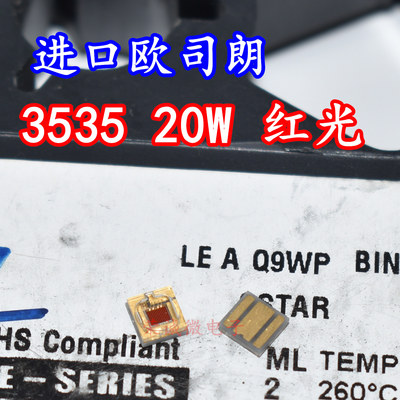 进口欧司朗
3535 20W 红光
LE A Q9WP BIN
STAR
HS Compliant
E-SERIES
ML TEMP
2 260°C